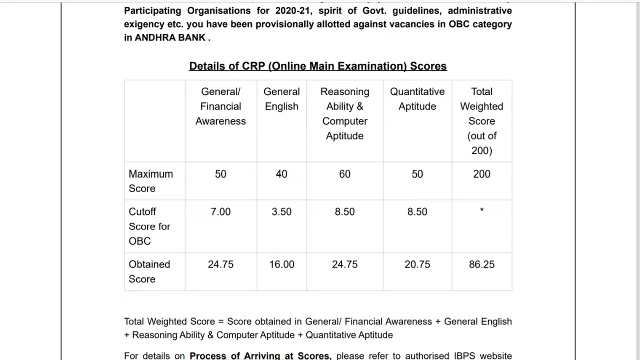 Participating Organisations for 2020-21, spirit of Govt. guidelines, administrative
exigency etc. you have been provisionally allotted against vacancies in OBC category
in ANDHRA BANK .
Details of CRP (Online Main Examination) Scores
General/ Financial Awareness General English Reasoning Ability & Computer Aptitude Quantitative Aptitude Total Weighted Score (out of 200)
Maximum Score 50 40 60 50 200
Cutoff Score for OBC 7.00 3.50 8.50 8.50 *
Obtained Score 24.75 16.00 24.75 20.75 86.25
Total Weighted Score = Score obtained in General/ Financial Awareness + General English
+ Reasoning Ability & Computer Aptitude + Quantitative Aptitude
For details on Process of Arriving at Scores, please refer to authorised IBPS website